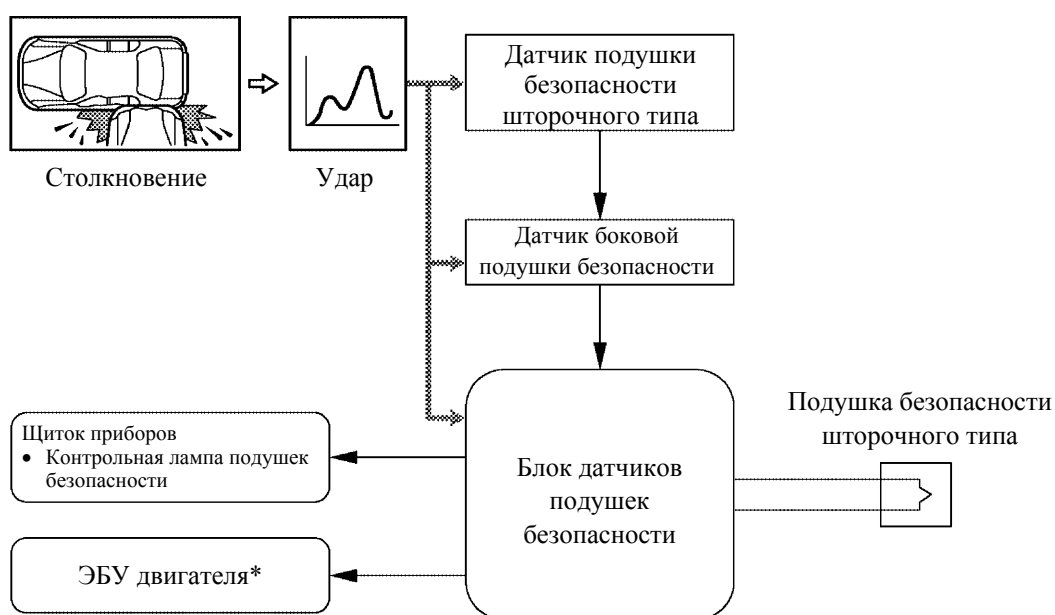 Столкновение
Удар
Датчик подушки
безопасности
шторочного типа
Датчик боковой
подушки безопасности
Щиток приборов
• Контрольная лампа подушек
безопасности
ЭБУ двигателя*
Блок датчиков
подушек
безопасности
Подушка безопасности
шторочного типа